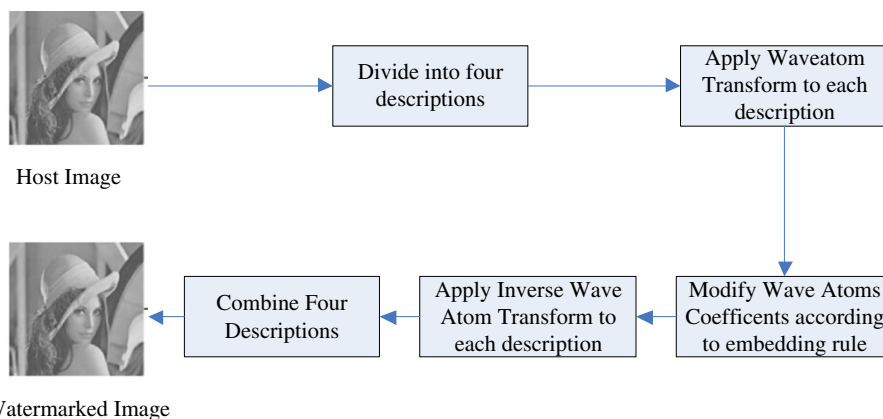 Divide into four
descriptions
Apply Waveatom
Transform to each
description
Host Image
Combine Four
Descriptions
Apply Inverse Wave
Atom Transform to
each description
Modify Wave Atoms
Coefficents according
to embedding rule
Watermarked Image